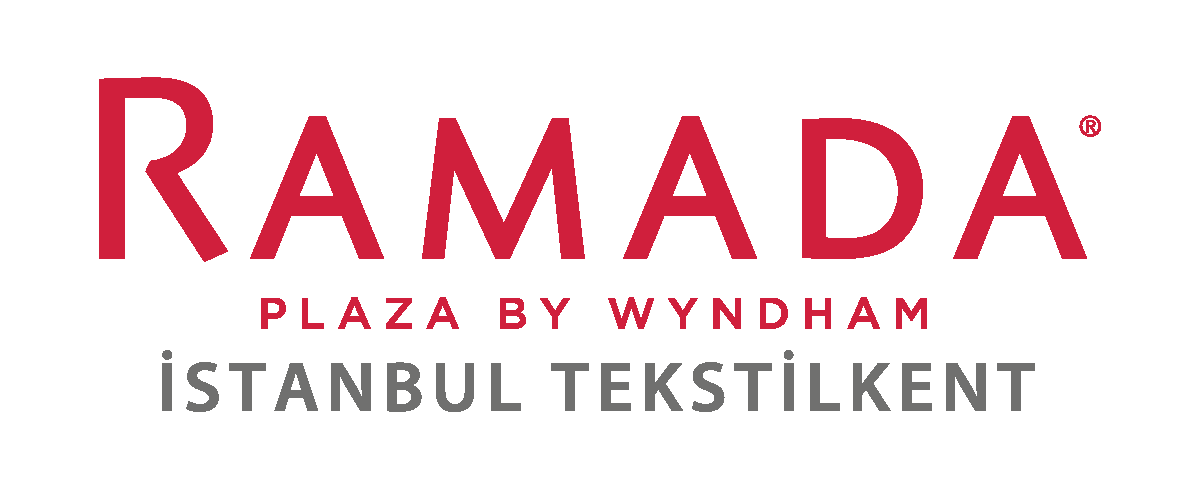 RAMADA®
PLAZA BY WYNDHAM
İSTANBUL TEKSTİLKENT